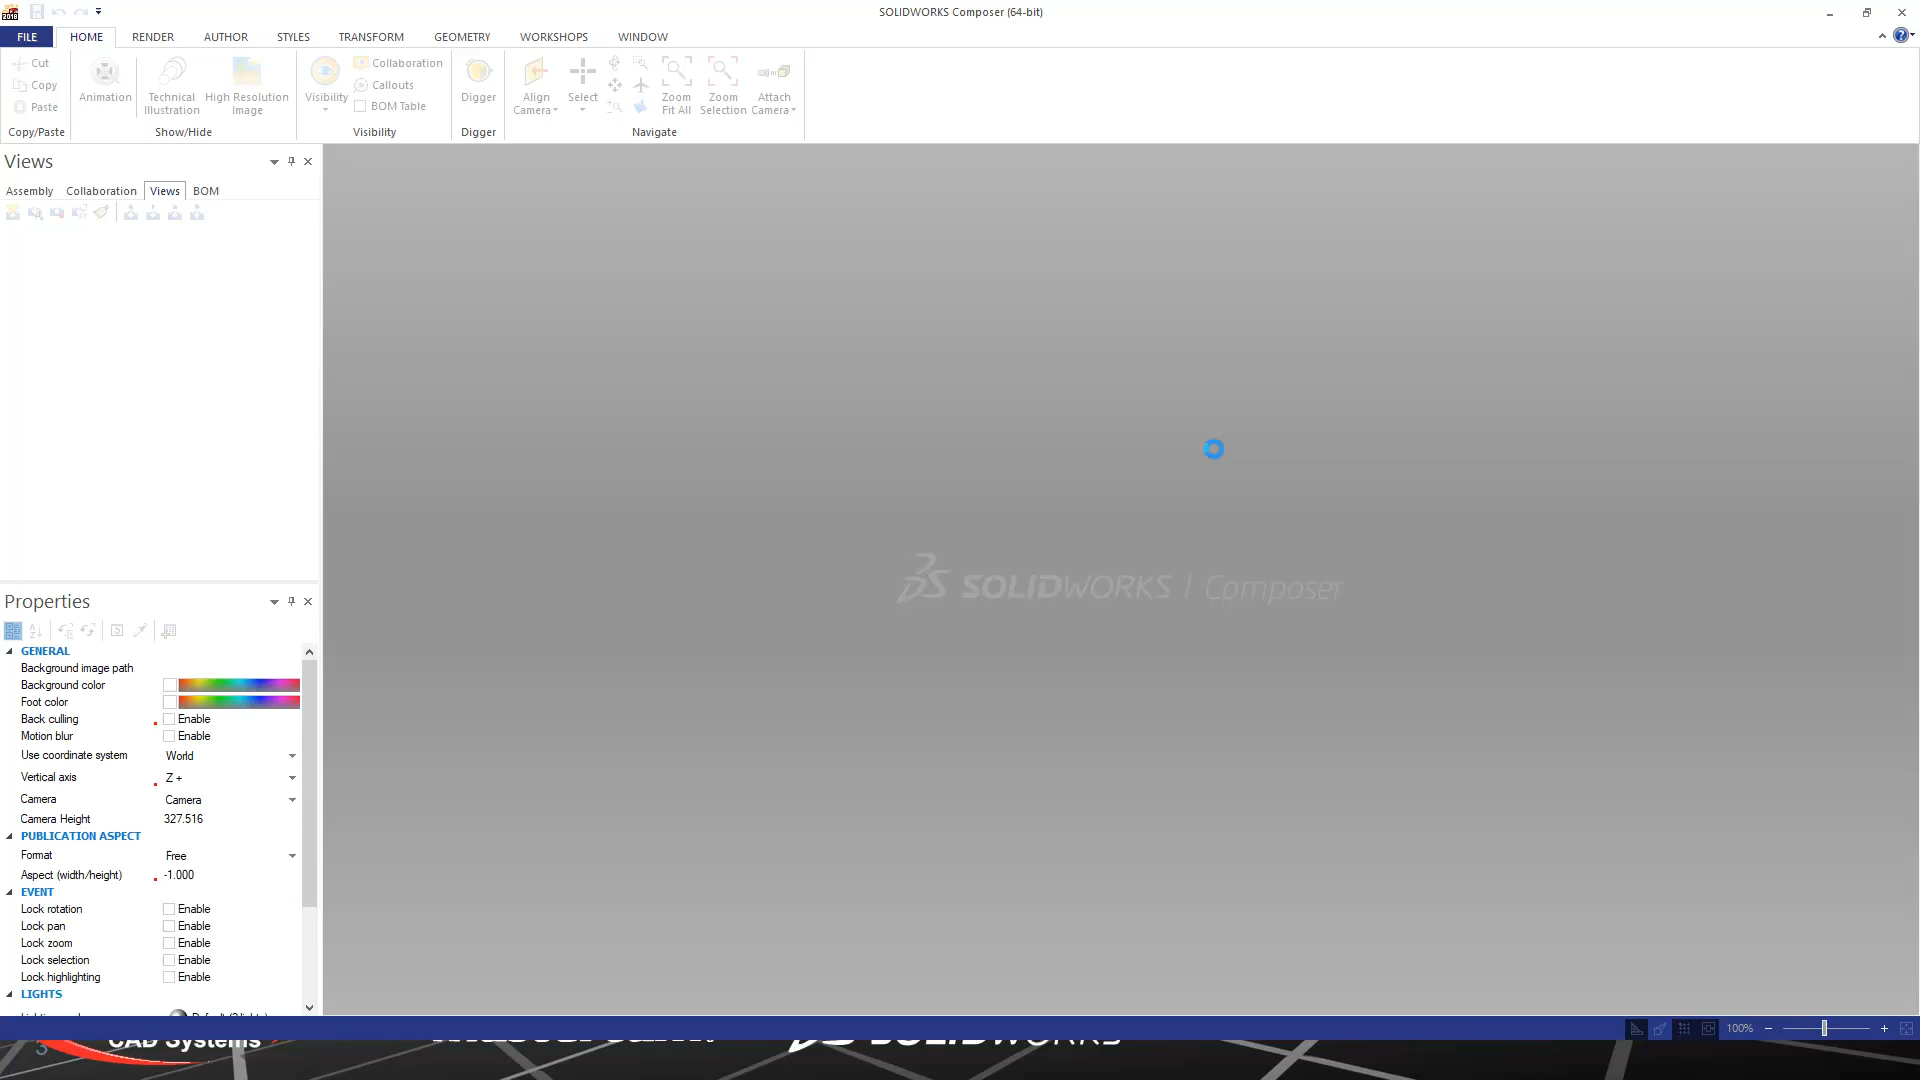 2018
SOLIDWORKS Composer (64-bit)
FILE HOME RENDER AUTHOR STYLES TRANSFORM GEOMETRY WORKSHOPS WINDOW
Cut
Copy
Paste
Copy/Paste
Animation
Technical Illustration
High Resolution Image
Show/Hide
Visibility
Collaboration
Callouts
BOM Table
Visibility
Digger
Digger
Align Camera
Select
Zoom Fit All
Zoom Selection
Attach Camera
Navigate
Views
Assembly Collaboration Views BOM
SOLIDWORKS | Composer
Properties
GENERAL
Background image path
Background color
Foot color
Back culling Enable
Motion blur Enable
Use coordinate system World
Vertical axis Z +
Camera Camera
Camera Height 327.516
PUBLICATION ASPECT
Format Free
Aspect (width/height) -1.000
EVENT
Lock rotation Enable
Lock pan Enable
Lock zoom Enable
Lock selection Enable
Lock highlighting Enable
LIGHTS
100%
3
CAD Systems
SOLIDWORKS